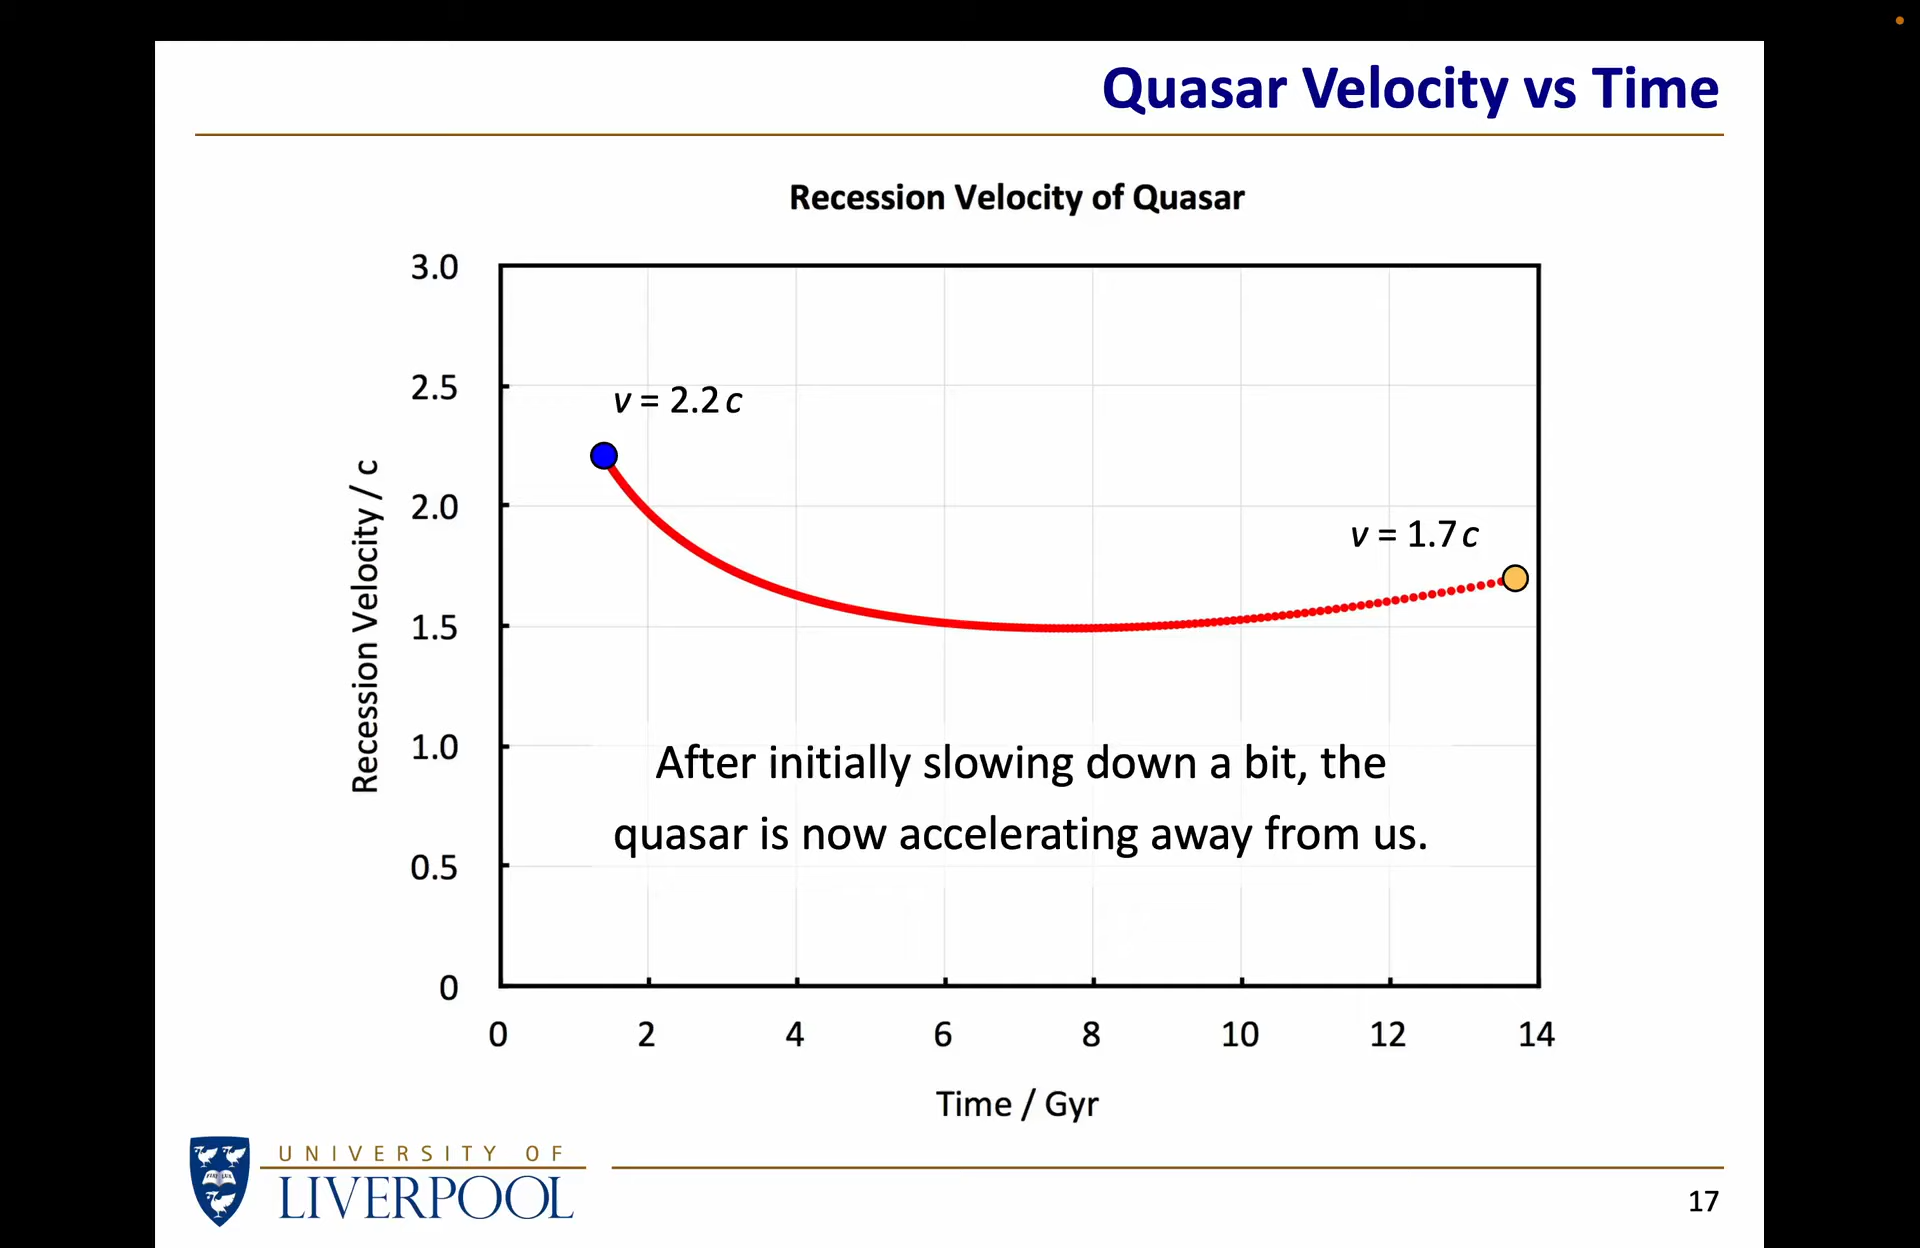 Quasar Velocity vs Time
Recession Velocity of Quasar
3.0
2.5
2.0
1.5
1.0
0.5
0
Recession Velocity / c
v = 2.2 c
v = 1.7 c
After initially slowing down a bit, the
quasar is now accelerating away from us.
0 2 4 6 8 10 12 14
Time / Gyr
UNIVERSITY OF
LIVERPOOL
17